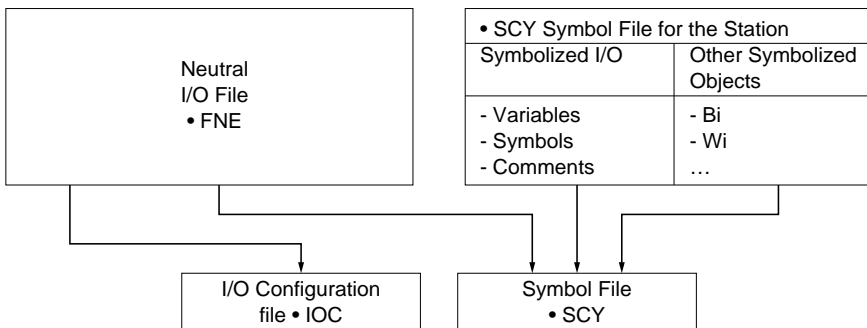 Neutral
I/O File
• FNE
• SCY Symbol File for the Station
Symbolized I/O
- Variables
- Symbols
- Comments
Other Symbolized
Objects
- Bi
- Wi
…
I/O Configuration
file • IOC
Symbol File
• SCY